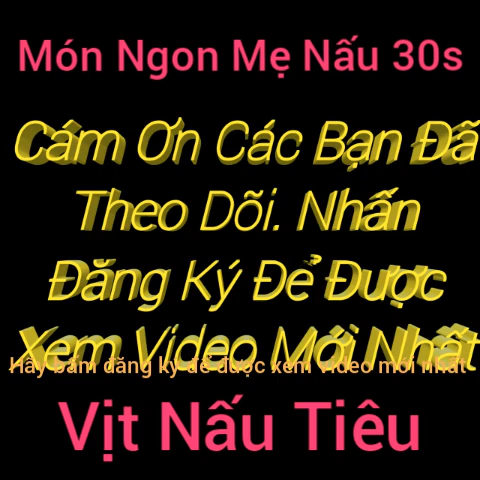 Món Ngon Mẹ Nấu 30s
Cám Ơn Các Bạn Đã
Theo Dõi. Nhấn
Đăng Ký Để Được
Xem Video Mới Nhất
Hãy bấm đăng ký để được xem video mới nhất
Vịt Nấu Tiêu